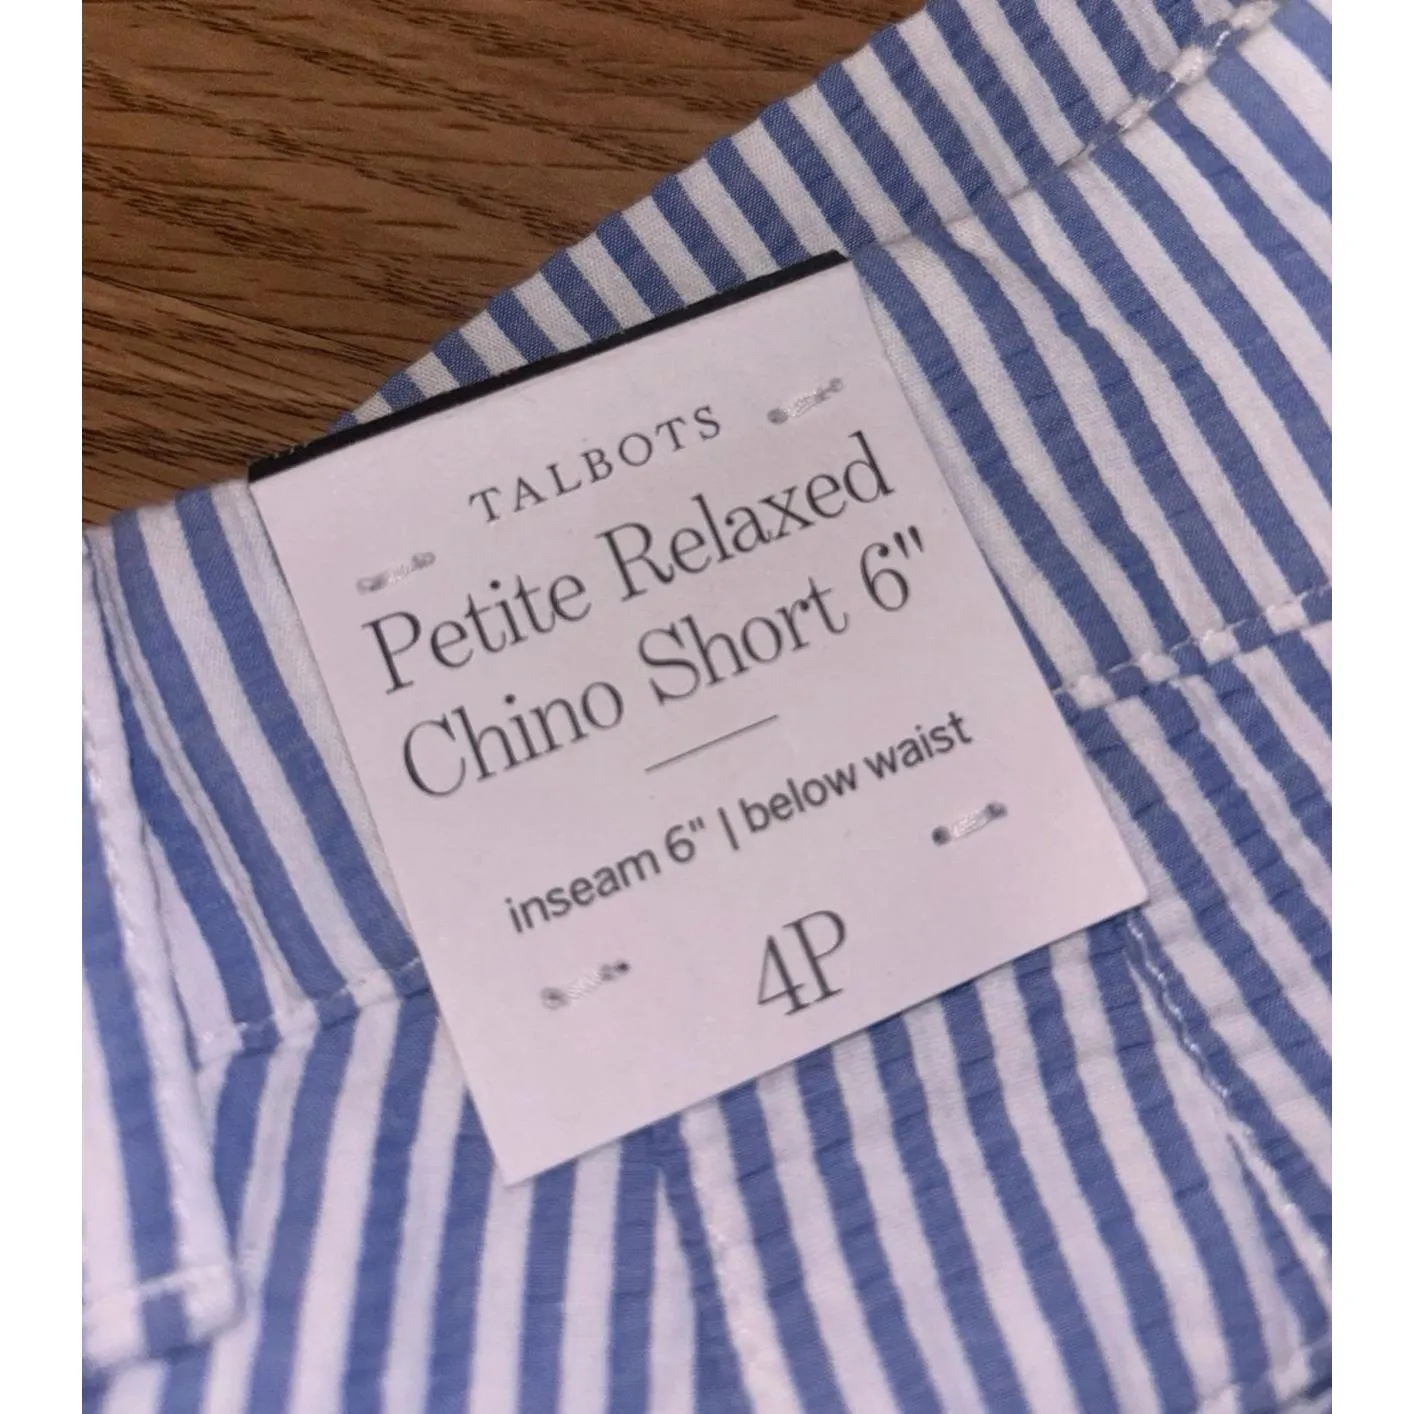 TALBOTS
Petite Relaxed
Chino Short 6"
inseam 6" | below waist
4P